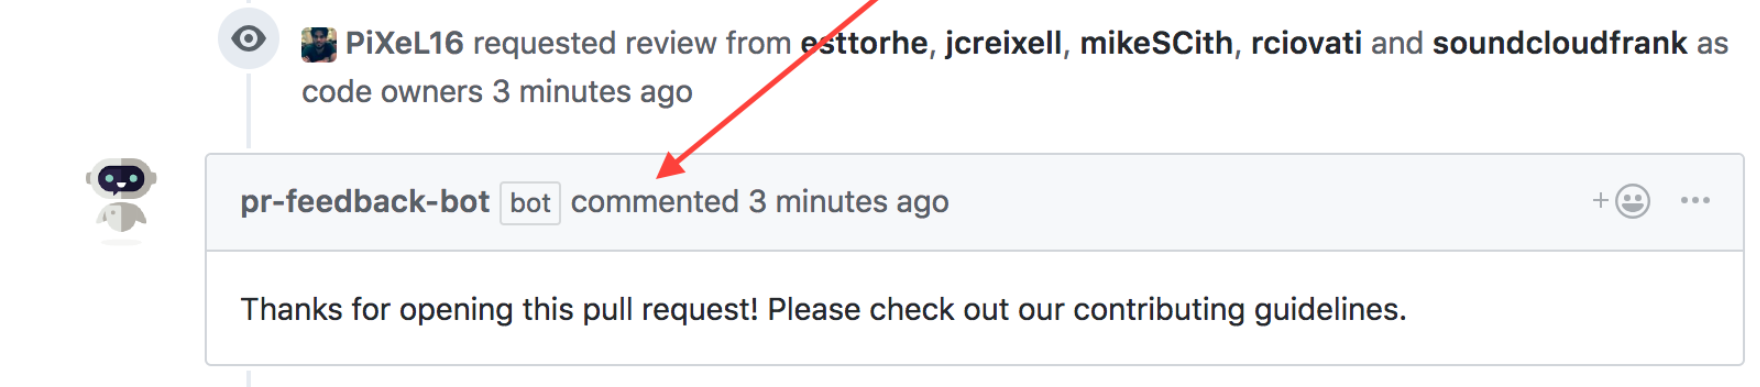 PiXeL16 requested review from esttorhe, jcreixell, mikeSCith, rciovati and soundcloudfrank as
code owners 3 minutes ago
pr-feedback-bot bot commented 3 minutes ago
Thanks for opening this pull request! Please check out our contributing guidelines.